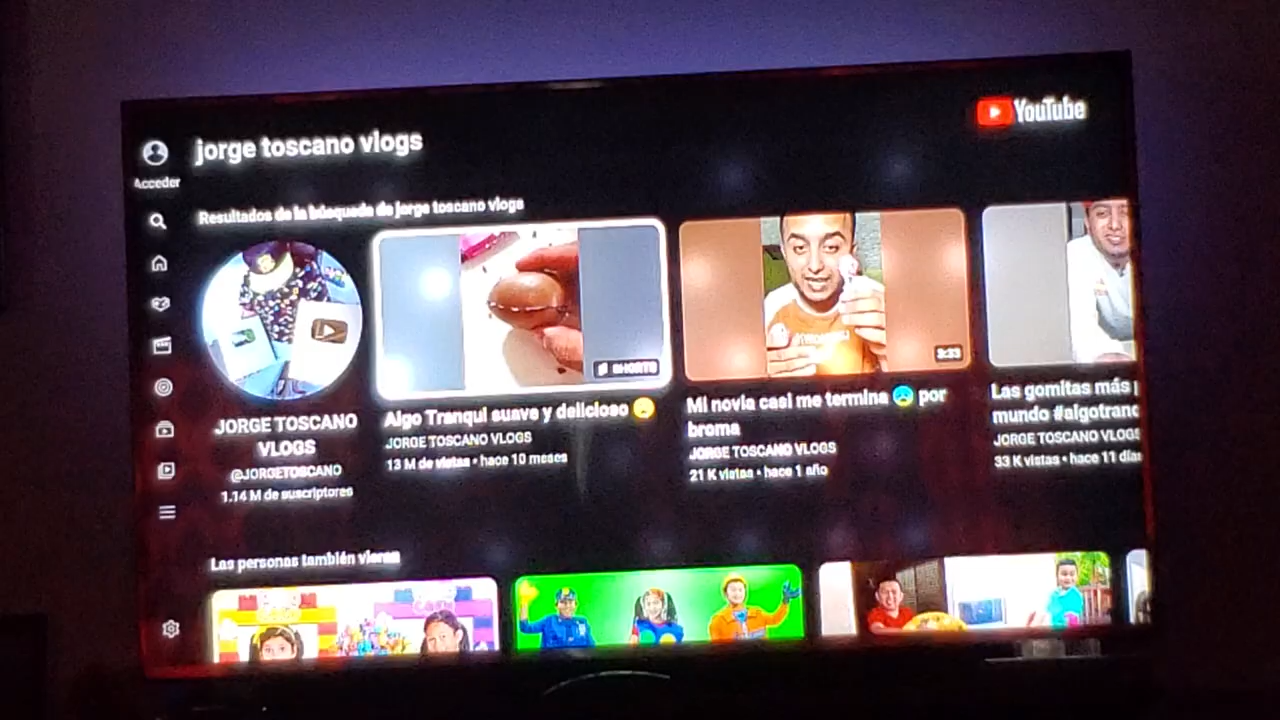 YouTube
jorge toscano vlogs
Acceder
Resultados de la búsqueda de jorge toscano vlogs
SHORTS
3:33
JORGE TOSCANO
VLOGS
@JORGETOSCANO
1.14 M de suscriptores
Algo Tranqui suave y delicioso
JORGE TOSCANO VLOGS
13 M de vistas • hace 10 meses
Mi novia casi me termina 😨 por
broma
JORGE TOSCANO VLOGS
21 K vistas • hace 1 año
Las gomitas más
mundo #algotranq
JORGE TOSCANO VLOGS
33 K vistas • hace 11 días
Las personas también vieron